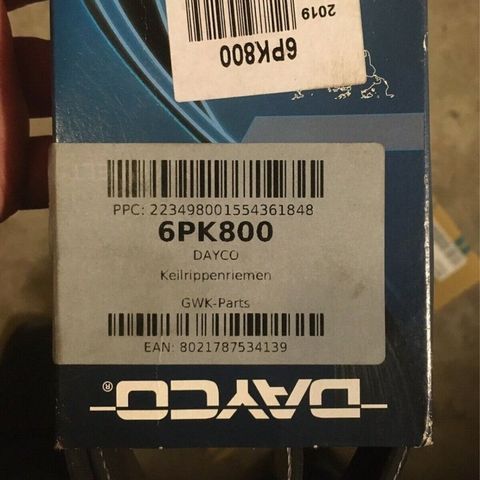 2019
6PK800
PPC: 223498001554361848
6PK800
DAYCO
Keilrippenriemen
GWK-Parts
EAN: 8021787534139
DAYCO®